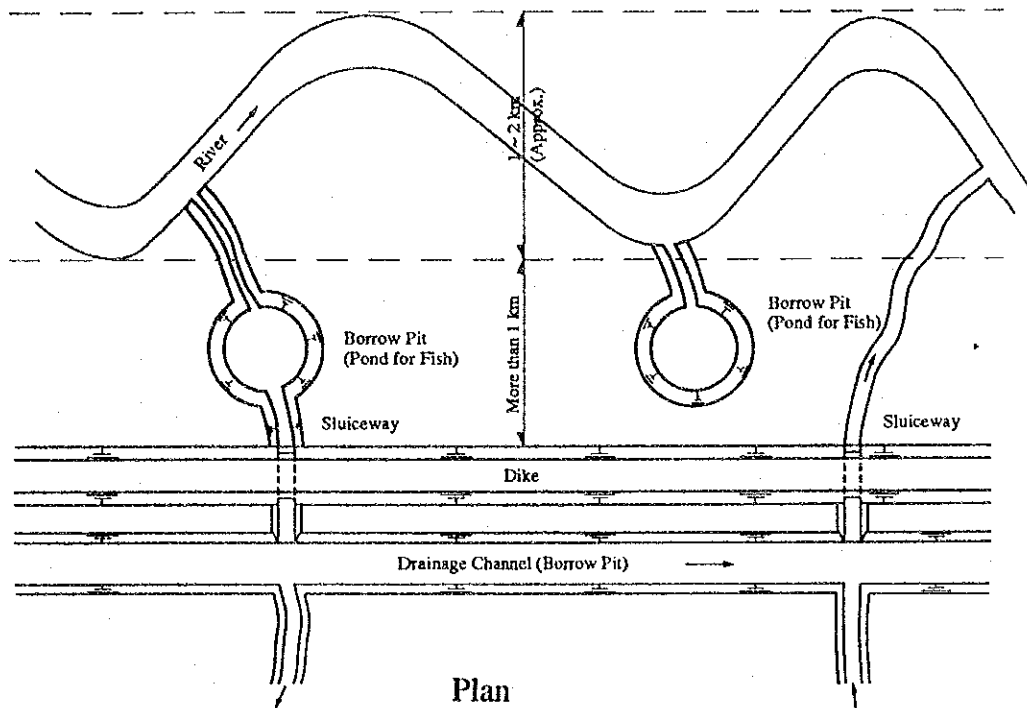 River
1 ~ 2 km
(Approx.)
Borrow Pit
(Pond for Fish)
More than 1 km
Borrow Pit
(Pond for Fish)
Sluiceway
Sluiceway
Dike
Drainage Channel (Borrow Pit)
Plan